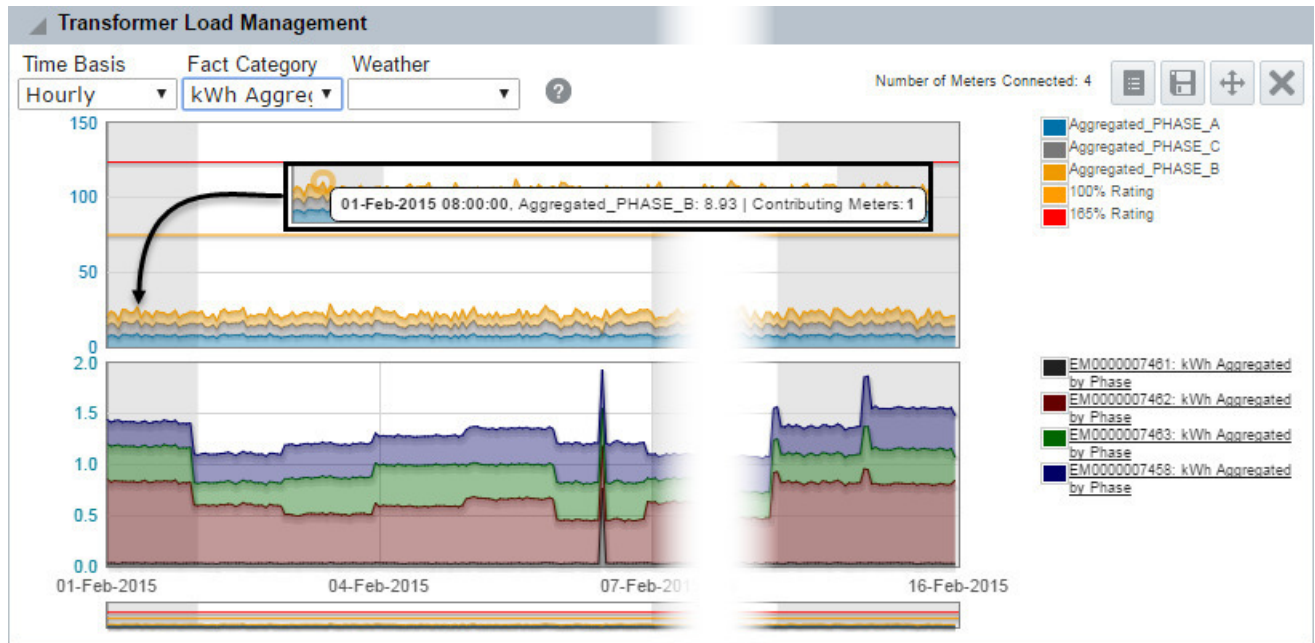 Transformer Load Management
Time Basis
Fact Category
Weather
Hourly
kWh Aggreg
Number of Meters Connected: 4
150
100
50
0
01-Feb-2015 08:00:00, Aggregated_PHASE_B: 8.93 | Contributing Meters:1
Aggregated_PHASE_A
Aggregated_PHASE_C
Aggregated_PHASE_B
100% Rating
165% Rating
2.0
1.5
1.0
0.5
0.0
EM0000007461: kWh Aggregated
by Phase
EM0000007462: kWh Aggregated
by Phase
EM0000007463: kWh Aggregated
by Phase
EM0000007458: kWh Aggregated
by Phase
01-Feb-2015
04-Feb-2015
07-Feb-201
16-Feb-2015